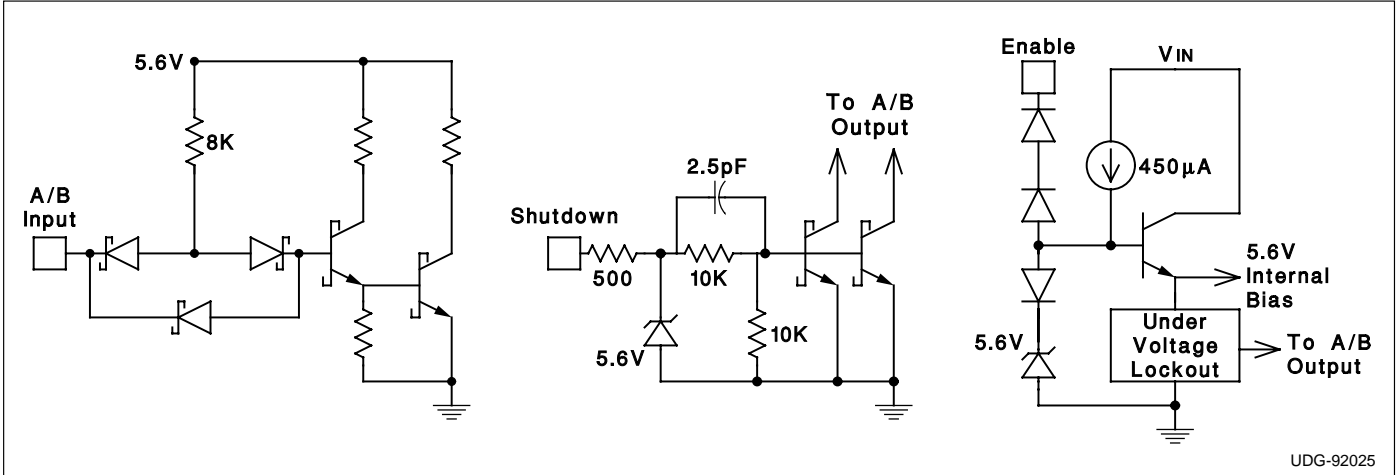 5.6V
8K
A/B
Input
To A/B
Output
2.5pF
Shutdown
500
10K
10K
5.6V
Enable
VIN
450µA
5.6V
Internal
Bias
5.6V
Under
Voltage
Lockout
To A/B
Output
UDG-92025